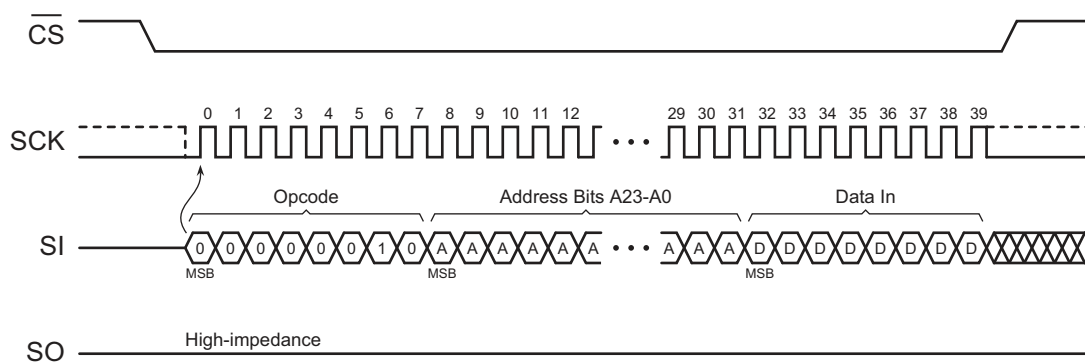 C̅S̅
0 1 2 3 4 5 6 7 8 9 10 11 12 29 30 31 32 33 34 35 36 37 38 39
SCK
Opcode Address Bits A23-A0 Data In
SI 0 0 0 0 0 0 1 0 A A A A A A A A A D D D D D D D D
MSB MSB MSB
High-impedance
SO